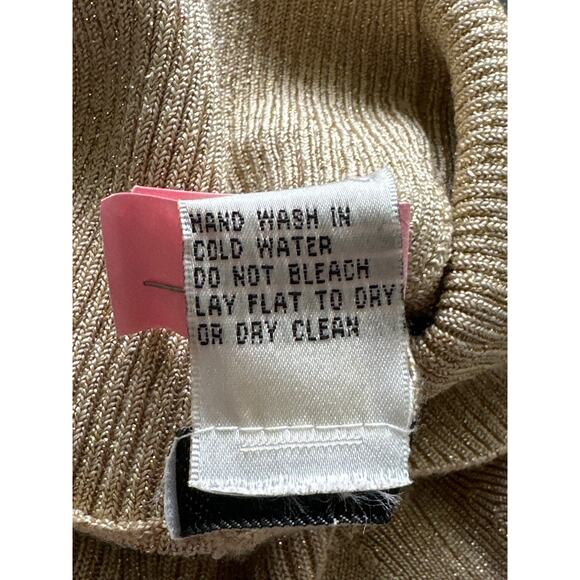 HAND WASH IN
COLD WATER
DO NOT BLEACH
LAY FLAT TO DRY
OR DRY CLEAN